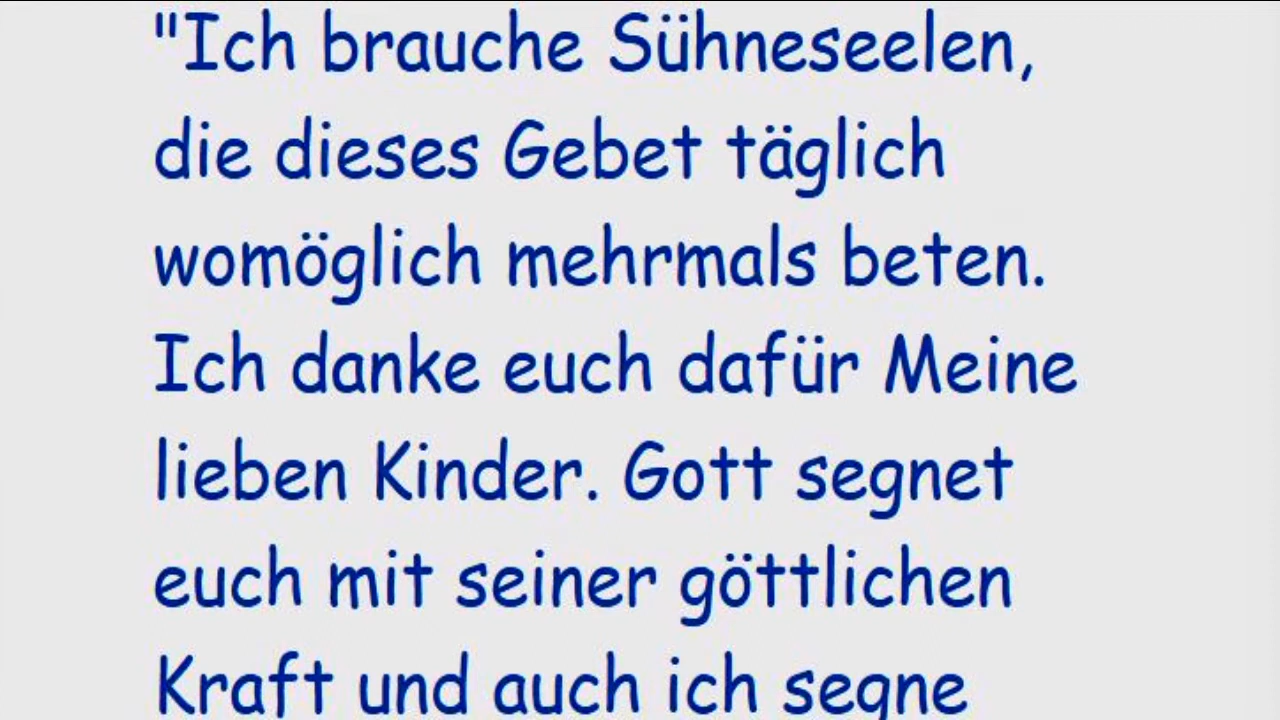 "Ich brauche Sühneseelen,
die dieses Gebet täglich
womöglich mehrmals beten.
Ich danke euch dafür Meine
lieben Kinder. Gott segnet
euch mit seiner göttlichen
Kraft und auch ich segne